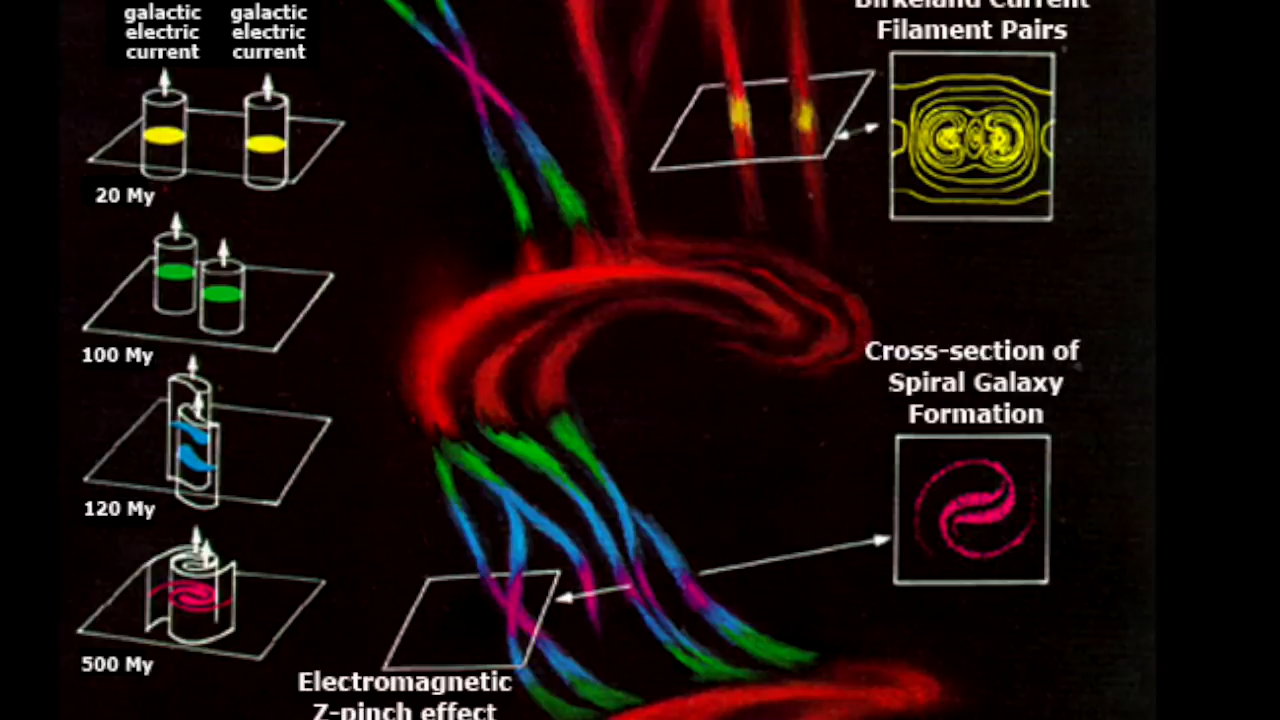 galactic
electric
current
galactic
electric
current
20 My
100 My
120 My
500 My
Birkeland Current
Filament Pairs
Cross-section of
Spiral Galaxy
Formation
Electromagnetic
Z-pinch effect